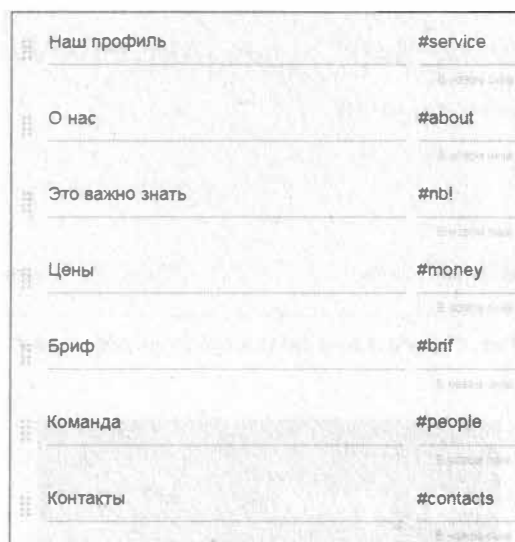 Наш профиль #service
О нас #about
Это важно знать #nb!
Цены #money
Бриф #brif
Команда #people
Контакты #contacts